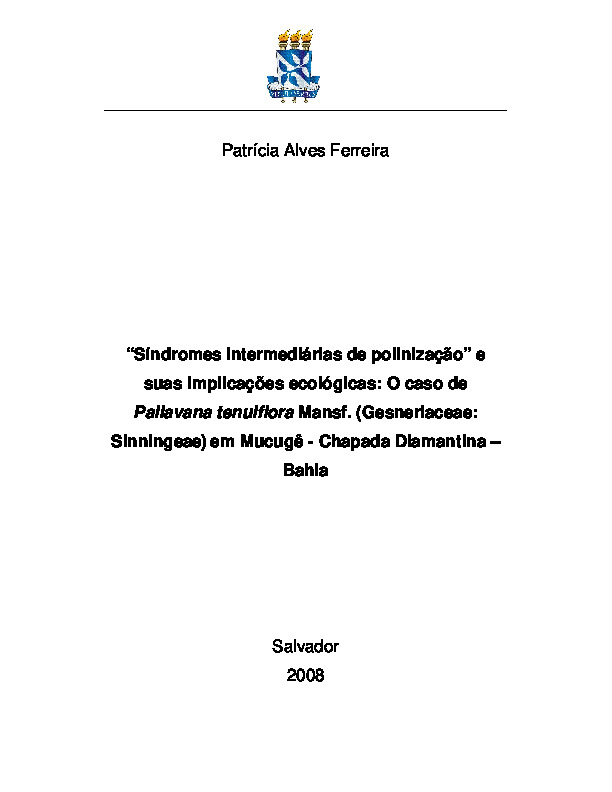 Patrícia Alves Ferreira
“Síndromes intermediárias de polinização” e
suas implicações ecológicas: O caso de
Paliavana tenuiflora Mansf. (Gesneriaceae:
Sinningeae) em Mucugê - Chapada Diamantina –
Bahia
Salvador
2008